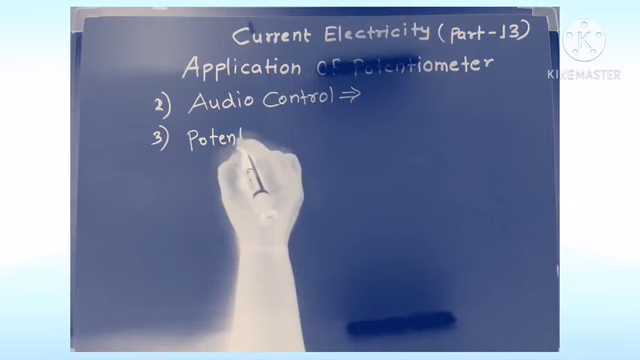 Current Electricity (Part-13)
Application Of Potentiometer
2) Audio Control ⇒
3) Poten
KINEMASTER